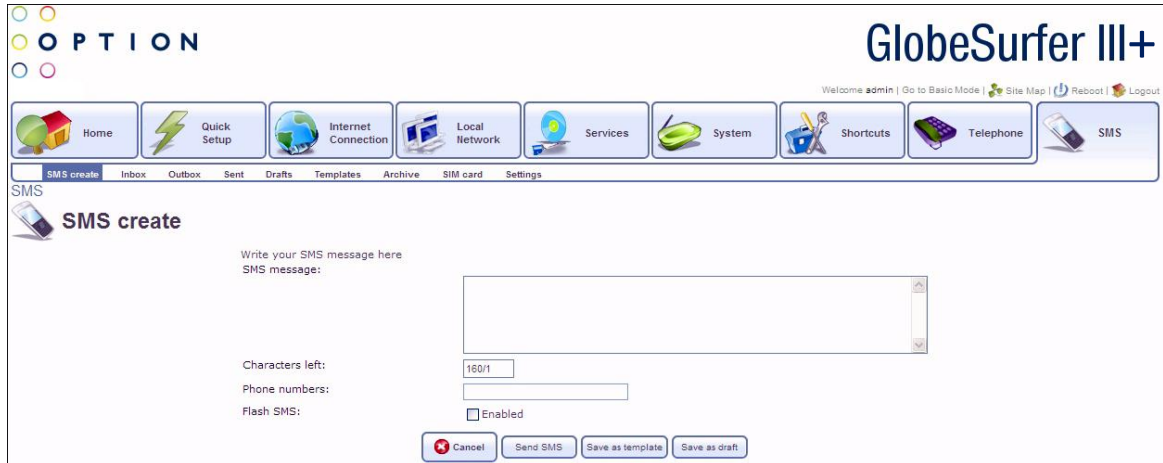 OPTION
GlobeSurfer III+
Welcome admin | Go to Basic Mode | Site Map | Reboot | Logout
Home
Quick Setup
Internet Connection
Local Network
Services
System
Shortcuts
Telephone
SMS
SMS create Inbox Outbox Sent Drafts Templates Archive SIM card Settings
SMS
SMS create
Write your SMS message here
SMS message:
Characters left: 160/1
Phone numbers:
Flash SMS: Enabled
Cancel Send SMS Save as template Save as draft